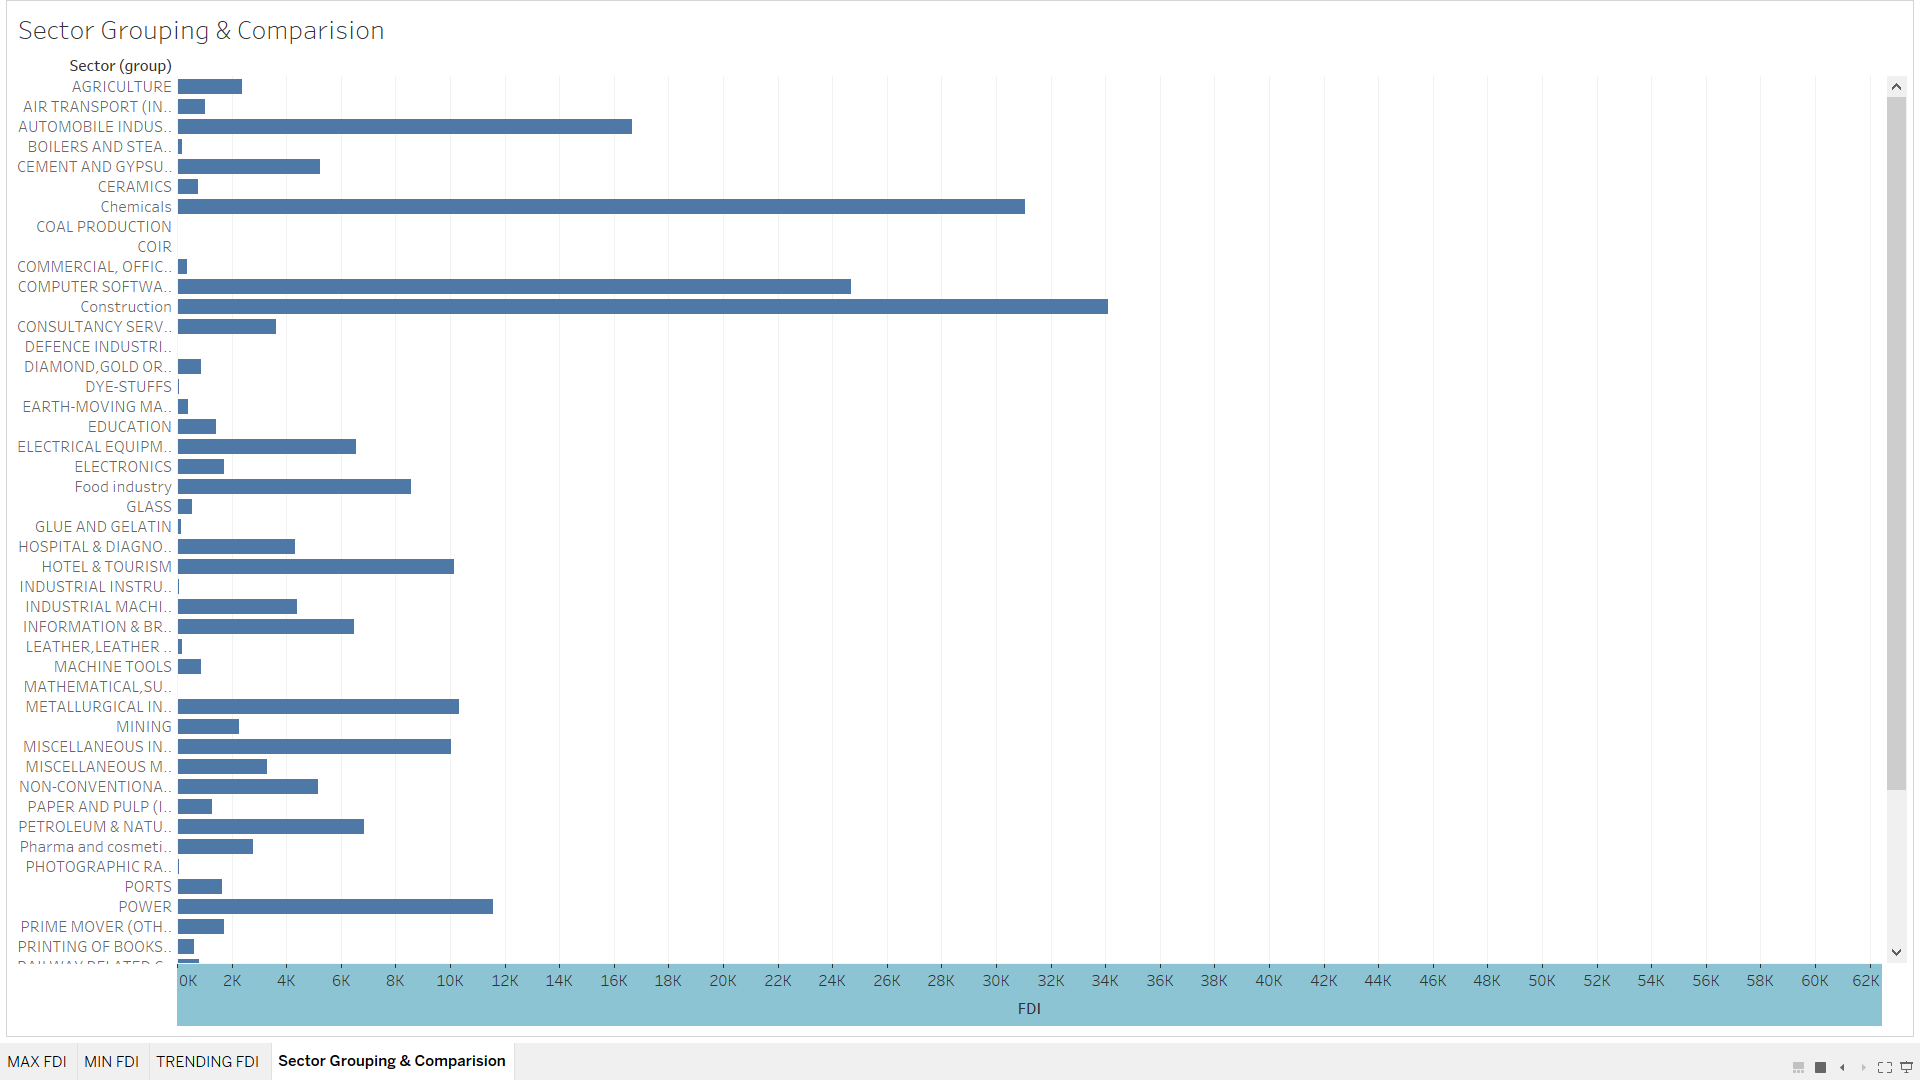 Sector Grouping & Comparision
Sector (group)
AGRICULTURE
AIR TRANSPORT (IN..
AUTOMOBILE INDUS..
BOILERS AND STEA..
CEMENT AND GYPSU..
CERAMICS
Chemicals
COAL PRODUCTION
COIR
COMMERCIAL, OFFIC..
COMPUTER SOFTWA..
Construction
CONSULTANCY SERV..
DEFENCE INDUSTRI..
DIAMOND,GOLD OR..
DYE-STUFFS
EARTH-MOVING MA..
EDUCATION
ELECTRICAL EQUIPM..
ELECTRONICS
Food industry
GLASS
GLUE AND GELATIN
HOSPITAL & DIAGNO..
HOTEL & TOURISM
INDUSTRIAL INSTRU..
INDUSTRIAL MACHI..
INFORMATION & BR..
LEATHER,LEATHER ..
MACHINE TOOLS
MATHEMATICAL,SU..
METALLURGICAL IN..
MINING
MISCELLANEOUS IN..
MISCELLANEOUS M..
NON-CONVENTIONA..
PAPER AND PULP (I..
PETROLEUM & NATU..
Pharma and cosmeti..
PHOTOGRAPHIC RA..
PORTS
POWER
PRIME MOVER (OTH..
PRINTING OF BOOKS..
0K 2K 4K 6K 8K 10K 12K 14K 16K 18K 20K 22K 24K 26K 28K 30K 32K 34K 36K 38K 40K 42K 44K 46K 48K 50K 52K 54K 56K 58K 60K 62K
FDI
MAX FDI MIN FDI TRENDING FDI Sector Grouping & Comparision